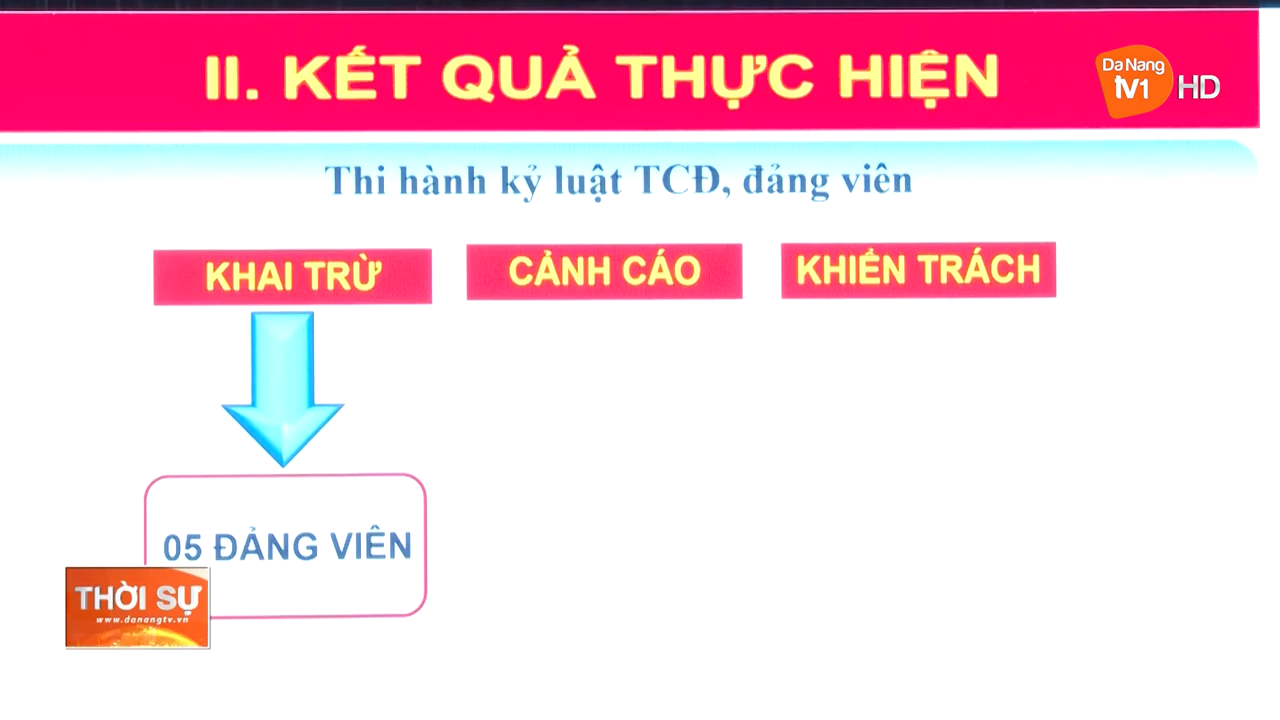 II. KẾT QUẢ THỰC HIỆN
Da Nang
tv1 HD
Thi hành kỷ luật TCĐ, đảng viên
KHAI TRỪ
CẢNH CÁO
KHIỂN TRÁCH
05 ĐẢNG VIÊN
THỜI SỰ
www.danangtv.vn